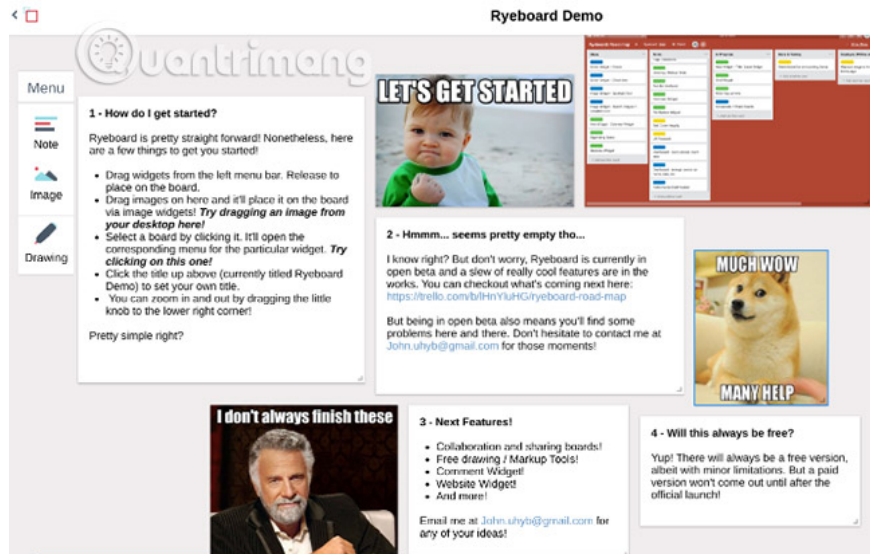 Ryeboard Demo
Quantrimang
Menu
Note
Image
Drawing
1 - How do I get started?
Ryeboard is pretty straight forward! Nonetheless, here
are a few things to get you started!
• Drag widgets from the left menu bar. Release to
place on the board.
• Drag images on here and it'll place it on the board
via image widgets! Try dragging an image from
your desktop here!
• Select a board by clicking it. It'll open the
corresponding menu for the particular widget. Try
clicking on this one!
• Click the title up above (currently titled Ryeboard
Demo) to set your own title.
• You can zoom in and out by dragging the little
knob to the lower right corner!
Pretty simple right?
LET'S GET STARTED
2 - Hmmm... seems pretty empty tho...
I know right? But don't worry, Ryeboard is currently in
open beta and a slew of really cool features are in the
works. You can checkout what's coming next here:
https://trello.com/b/lHnYluHG/ryeboard-road-map
But being in open beta also means you'll find some
problems here and there. Don't hesitate to contact me at
John.uhyb@gmail.com for those moments!
MUCH WOW
MANY HELP
I don't always finish these
3 - Next Features!
• Collaboration and sharing boards!
• Free drawing / Markup Tools!
• Comment Widget!
• Website Widget!
• And more!
Email me at John.uhyb@gmail.com for
any of your ideas!
4 - Will this always be free?
Yup! There will always be a free version,
albeit with minor limitations. But a paid
version won't come out until after the
official launch!